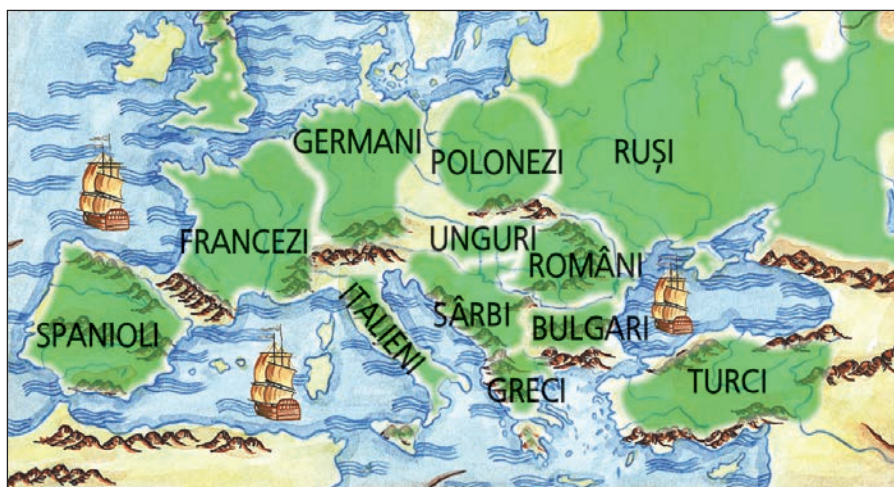 GERMANI
POLONEZI
RUȘI
FRANCEZI
UNGURI
ROMÂNI
SPANIOLI
ITALIENI
SÂRBI
BULGARI
GRECI
TURCI